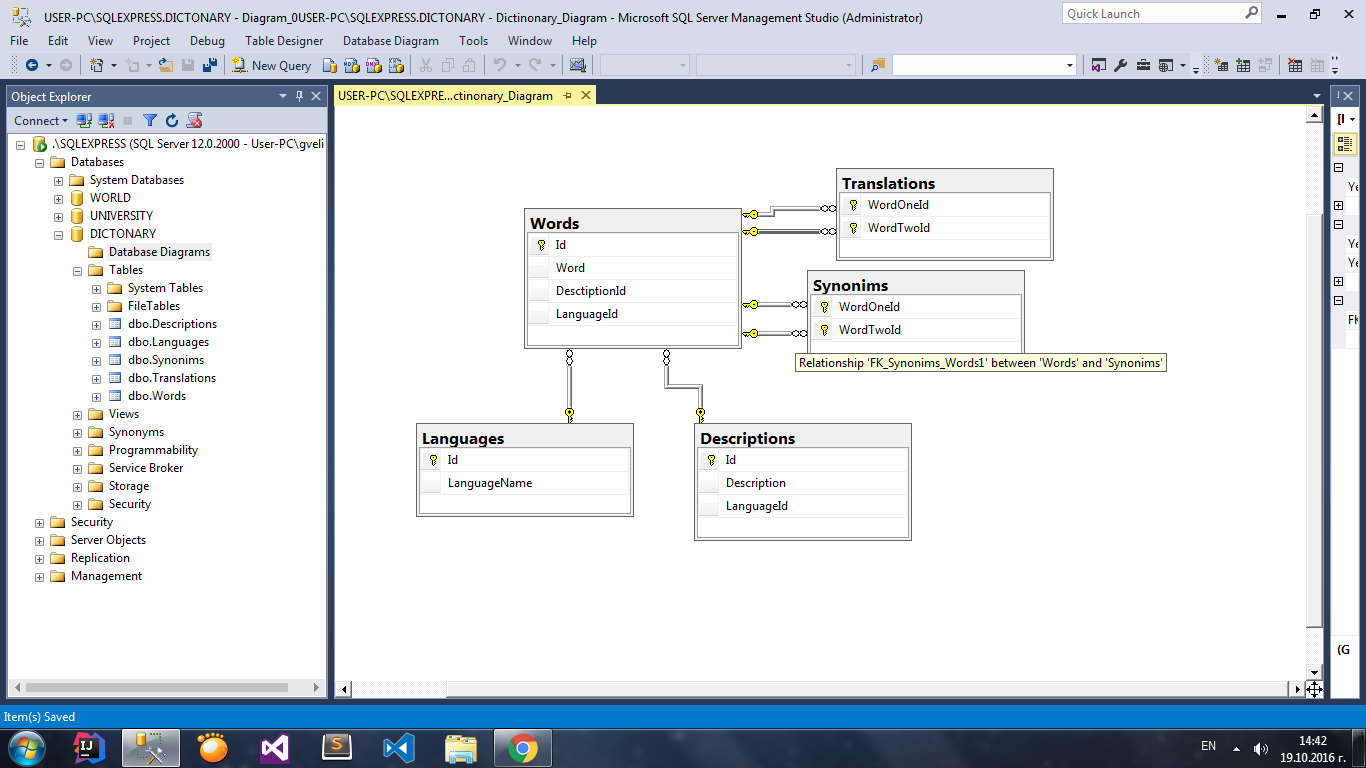 USER-PC\SQLEXPRESS.DICTONARY - Diagram_0USER-PC\SQLEXPRESS.DICTONARY - Dictinonary_Diagram - Microsoft SQL Server Management Studio (Administrator)
Quick Launch
File Edit View Project Debug Table Designer Database Diagram Tools Window Help
New Query
Object Explorer
USER-PC\SQLEXPRE...ctinonary_Diagram
Connect
.\SQLEXPRESS (SQL Server 12.0.2000 - User-PC\gveli
Databases
System Databases
WORLD
UNIVERSITY
DICTONARY
Database Diagrams
Tables
System Tables
FileTables
dbo.Descriptions
dbo.Languages
dbo.Synonims
dbo.Translations
dbo.Words
Views
Synonyms
Programmability
Service Broker
Storage
Security
Security
Server Objects
Replication
Management
Words
Id
Word
DesctiptionId
LanguageId
Translations
WordOneId
WordTwoId
Synonims
WordOneId
WordTwoId
Relationship 'FK_Synonims_Words1' between 'Words' and 'Synonims'
Languages
Id
LanguageName
Descriptions
Id
Description
LanguageId
[I
Ye
Ye
Ye
FK
(G
Item(s) Saved
EN
14:42
19.10.2016 г.